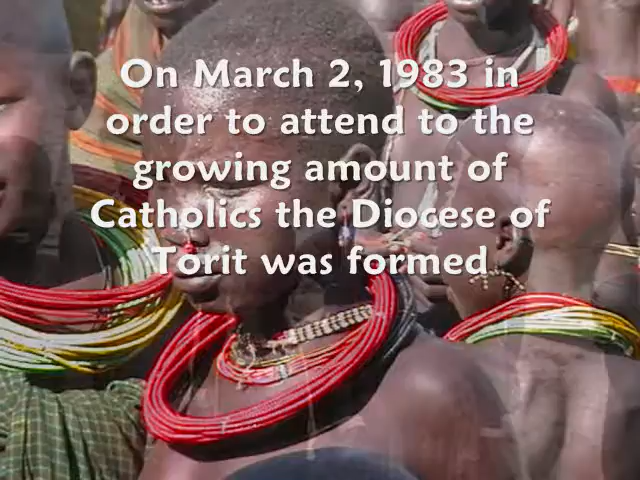 On March 2, 1983 in
order to attend to the
growing amount of
Catholics the Diocese of
Torit was formed